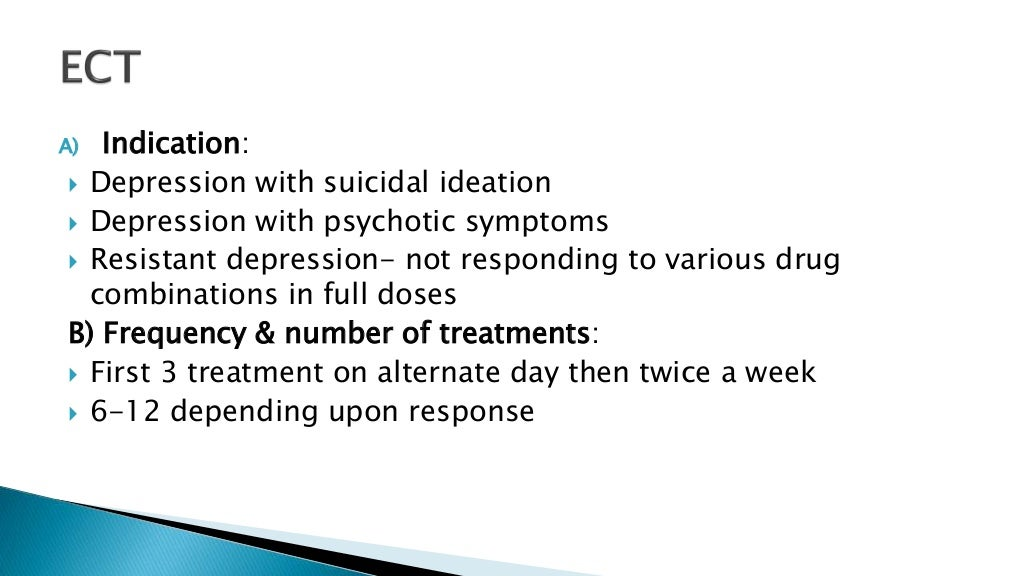 ECT
A) Indication:
Depression with suicidal ideation
Depression with psychotic symptoms
Resistant depression- not responding to various drug
combinations in full doses
B) Frequency & number of treatments:
First 3 treatment on alternate day then twice a week
6-12 depending upon response